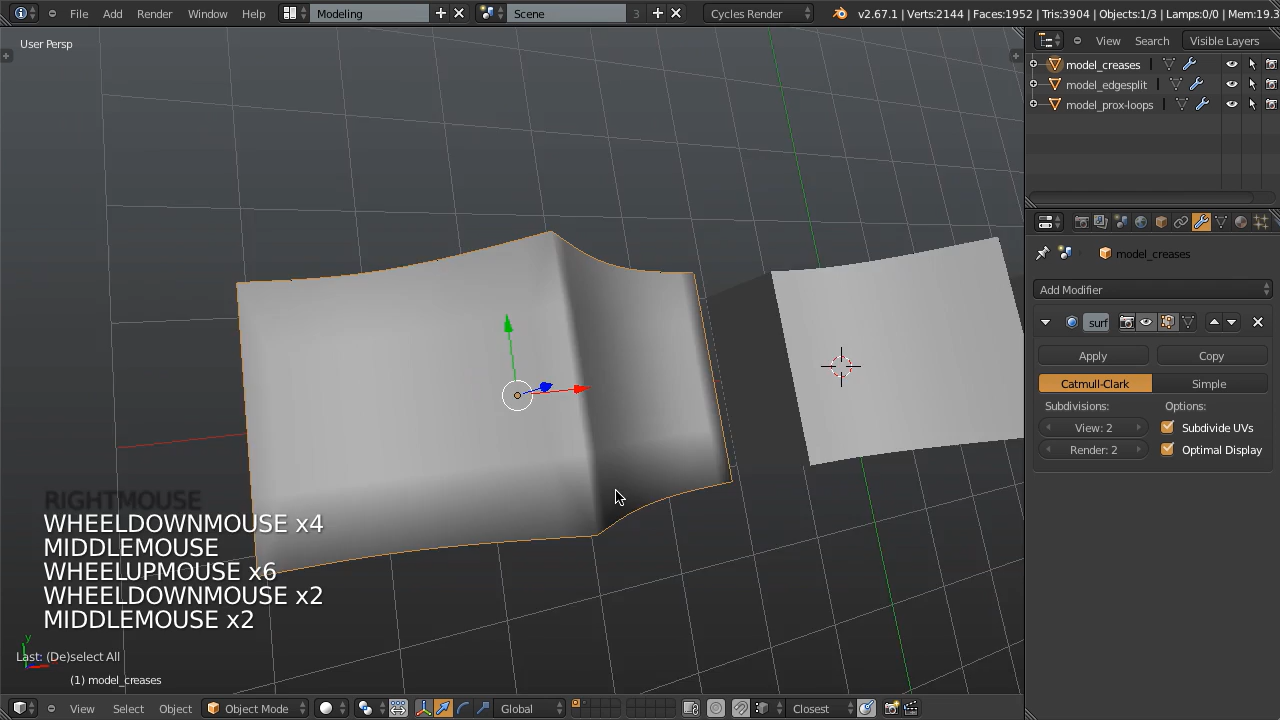 File Add Render Window Help Modeling Scene 3 Cycles Render v2.67.1 | Verts:2144 | Faces:1952 | Tris:3904 | Objects:1/3 | Lamps:0/0 | Mem:19.3
User Persp
View Search Visible Layers
model_creases
model_edgesplit
model_prox-loops
model_creases
Add Modifier
surf
Apply Copy
Catmull-Clark Simple
Subdivisions: Options:
View: 2 Subdivide UVs
Render: 2 Optimal Display
RIGHTMOUSE
WHEELDOWNMOUSE x4
MIDDLEMOUSE
WHEELUPMOUSE x6
WHEELDOWNMOUSE x2
MIDDLEMOUSE x2
y
Last: (De)select All
(1) model_creases
View Select Object Object Mode Global Closest